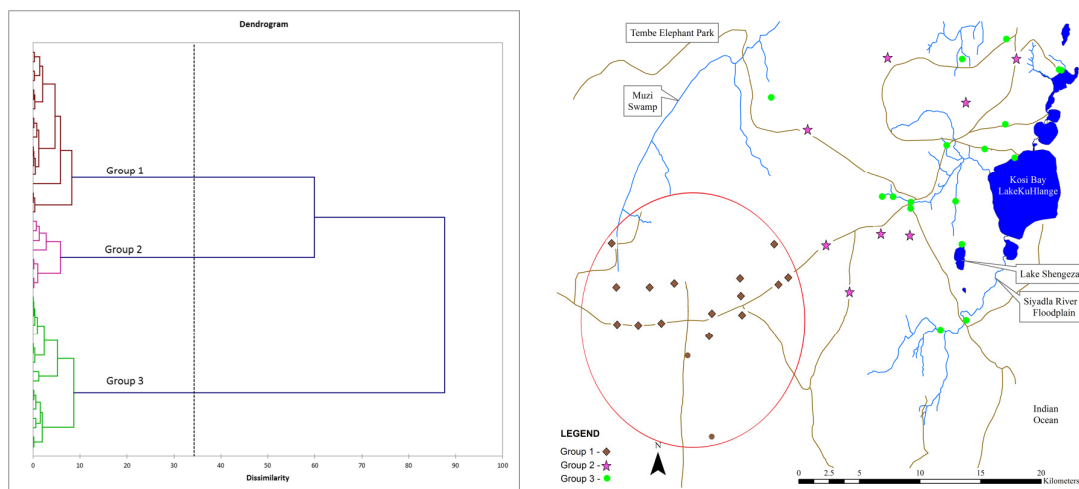 Dendrogram
Group 1
Group 2
Group 3
0 10 20 30 40 50 60 70 80 90 100
Dissimilarity
Tembe Elephant Park
Muzi
Swamp
Kosi Bay
LakeKuHlange
Lake Shengeza
Siyadla River
Floodplain
Indian
Ocean
LEGEND
Group 1 -
Group 2 -
Group 3 -
N
0 2.5 5 10 15 20
Kilometers